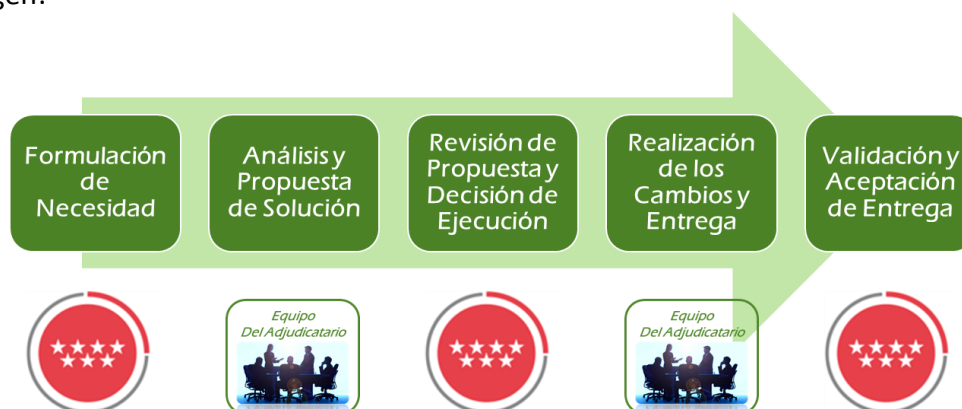 Formulación
de
Necesidad
Análisis y
Propuesta
de Solución
Revisión de
Propuesta y
Decisión de
Ejecución
Realización
de los
Cambios y
Entrega
Validación y
Aceptación
de Entrega
Equipo
Del Adjudicatario
Equipo
Del Adjudicatario